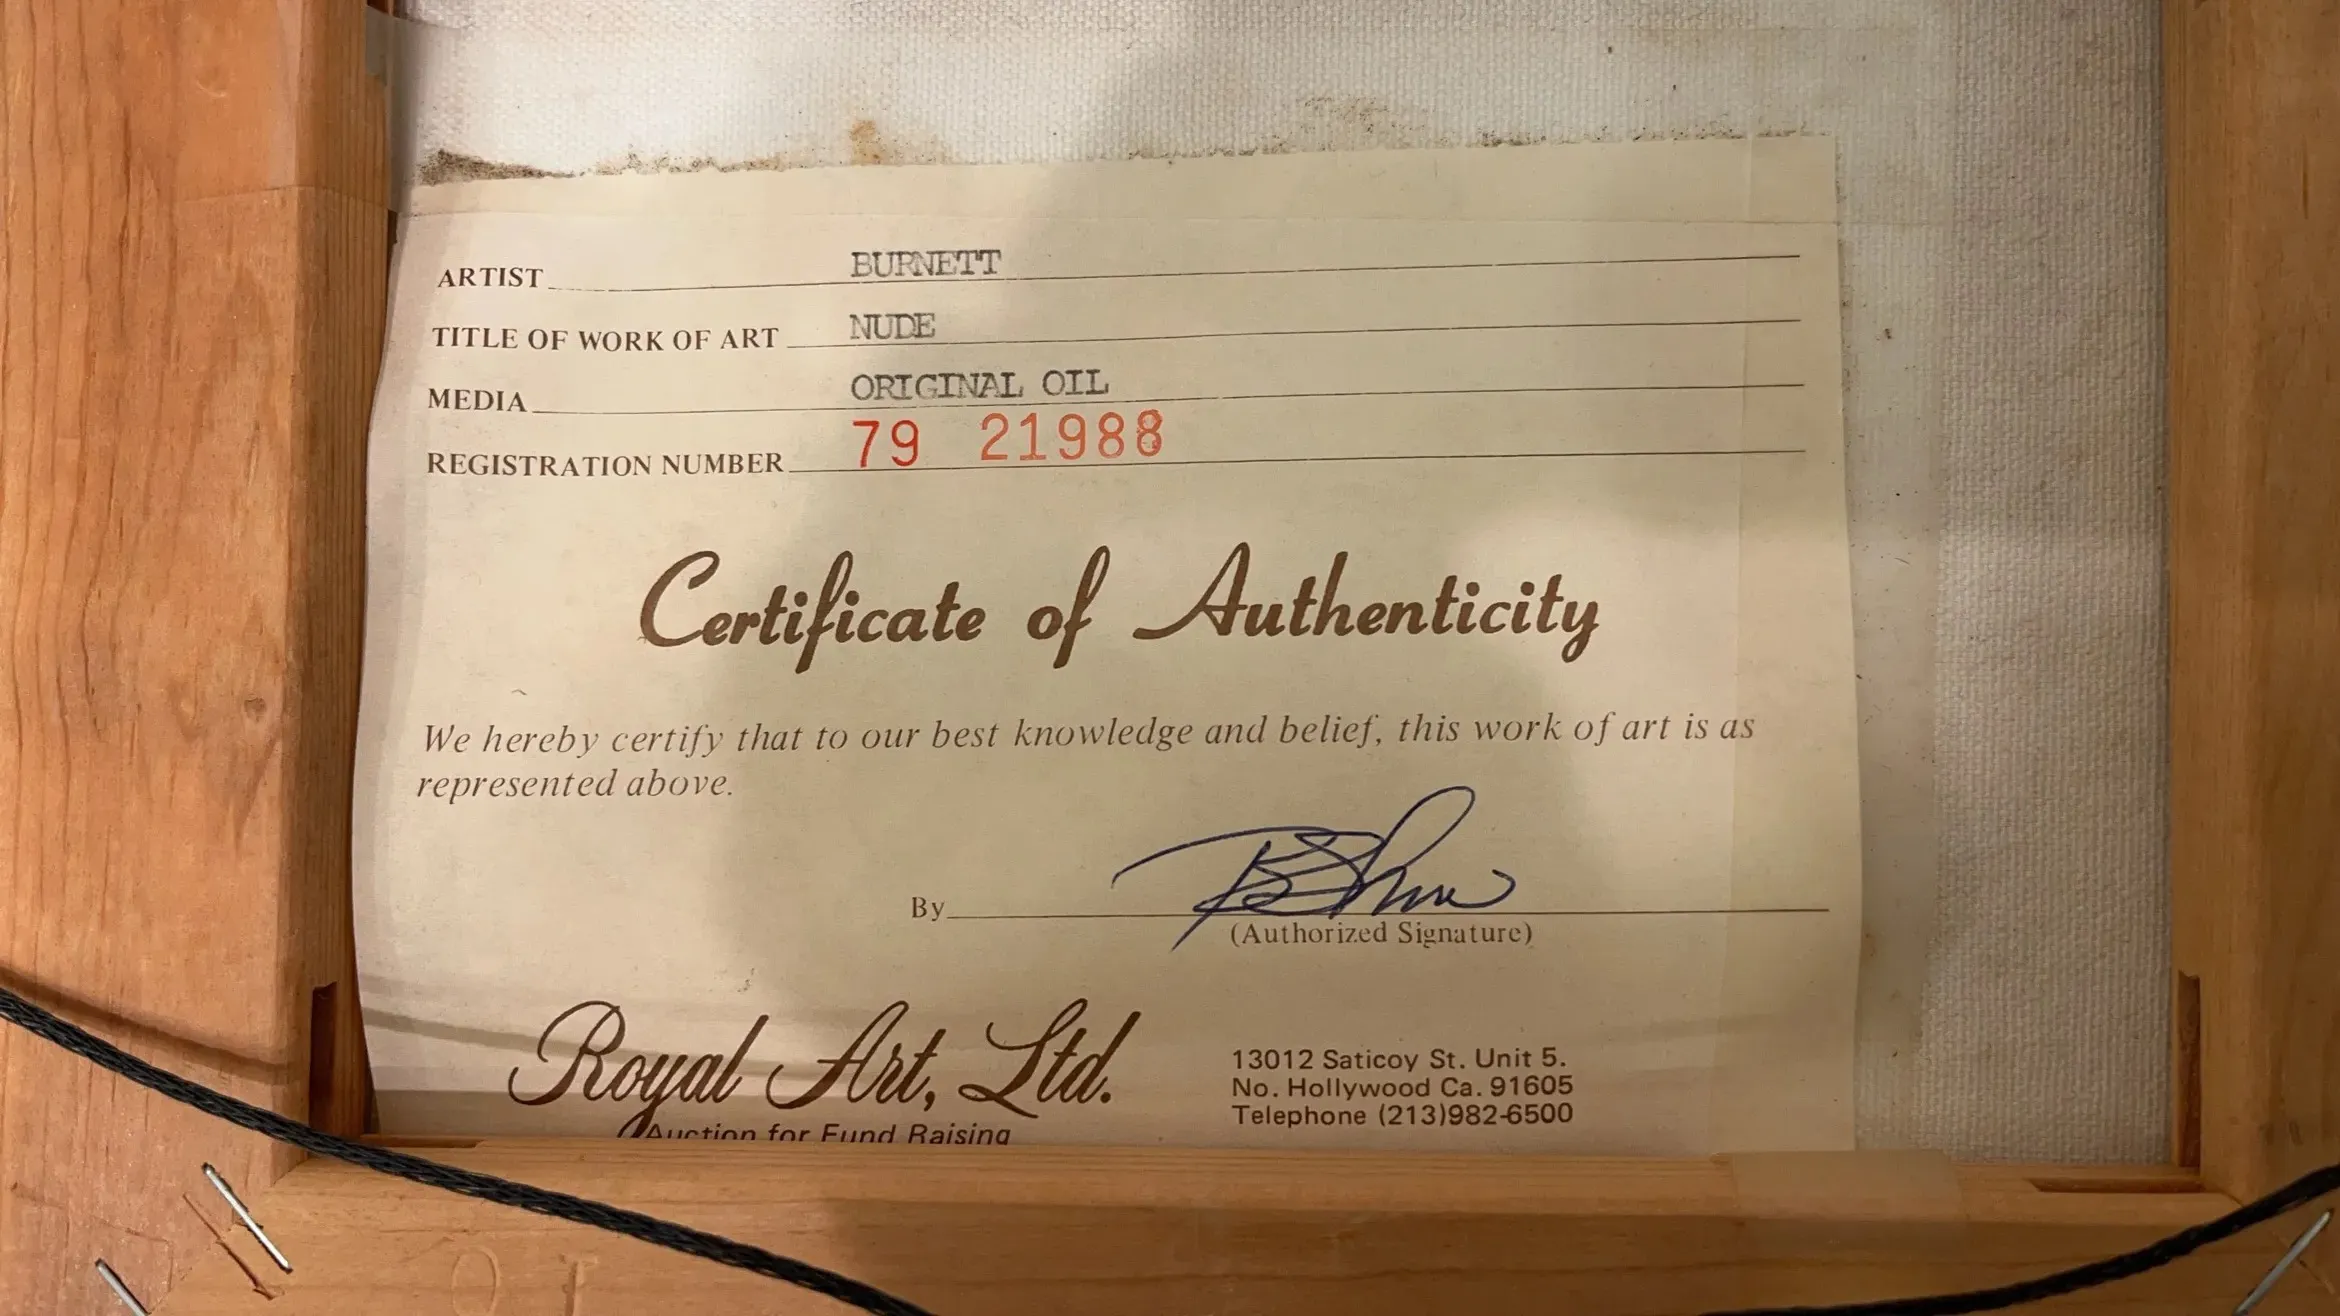 ARTIST BURNETT
TITLE OF WORK OF ART NUDE
MEDIA ORIGINAL OIL
REGISTRATION NUMBER 79 21988
Certificate of Authenticity
We hereby certify that to our best knowledge and belief, this work of art is as
represented above.
By
(Authorized Signature)
Royal Art, Ltd.
Auction for Fund Raising
13012 Saticoy St. Unit 5.
No. Hollywood Ca. 91605
Telephone (213)982-6500